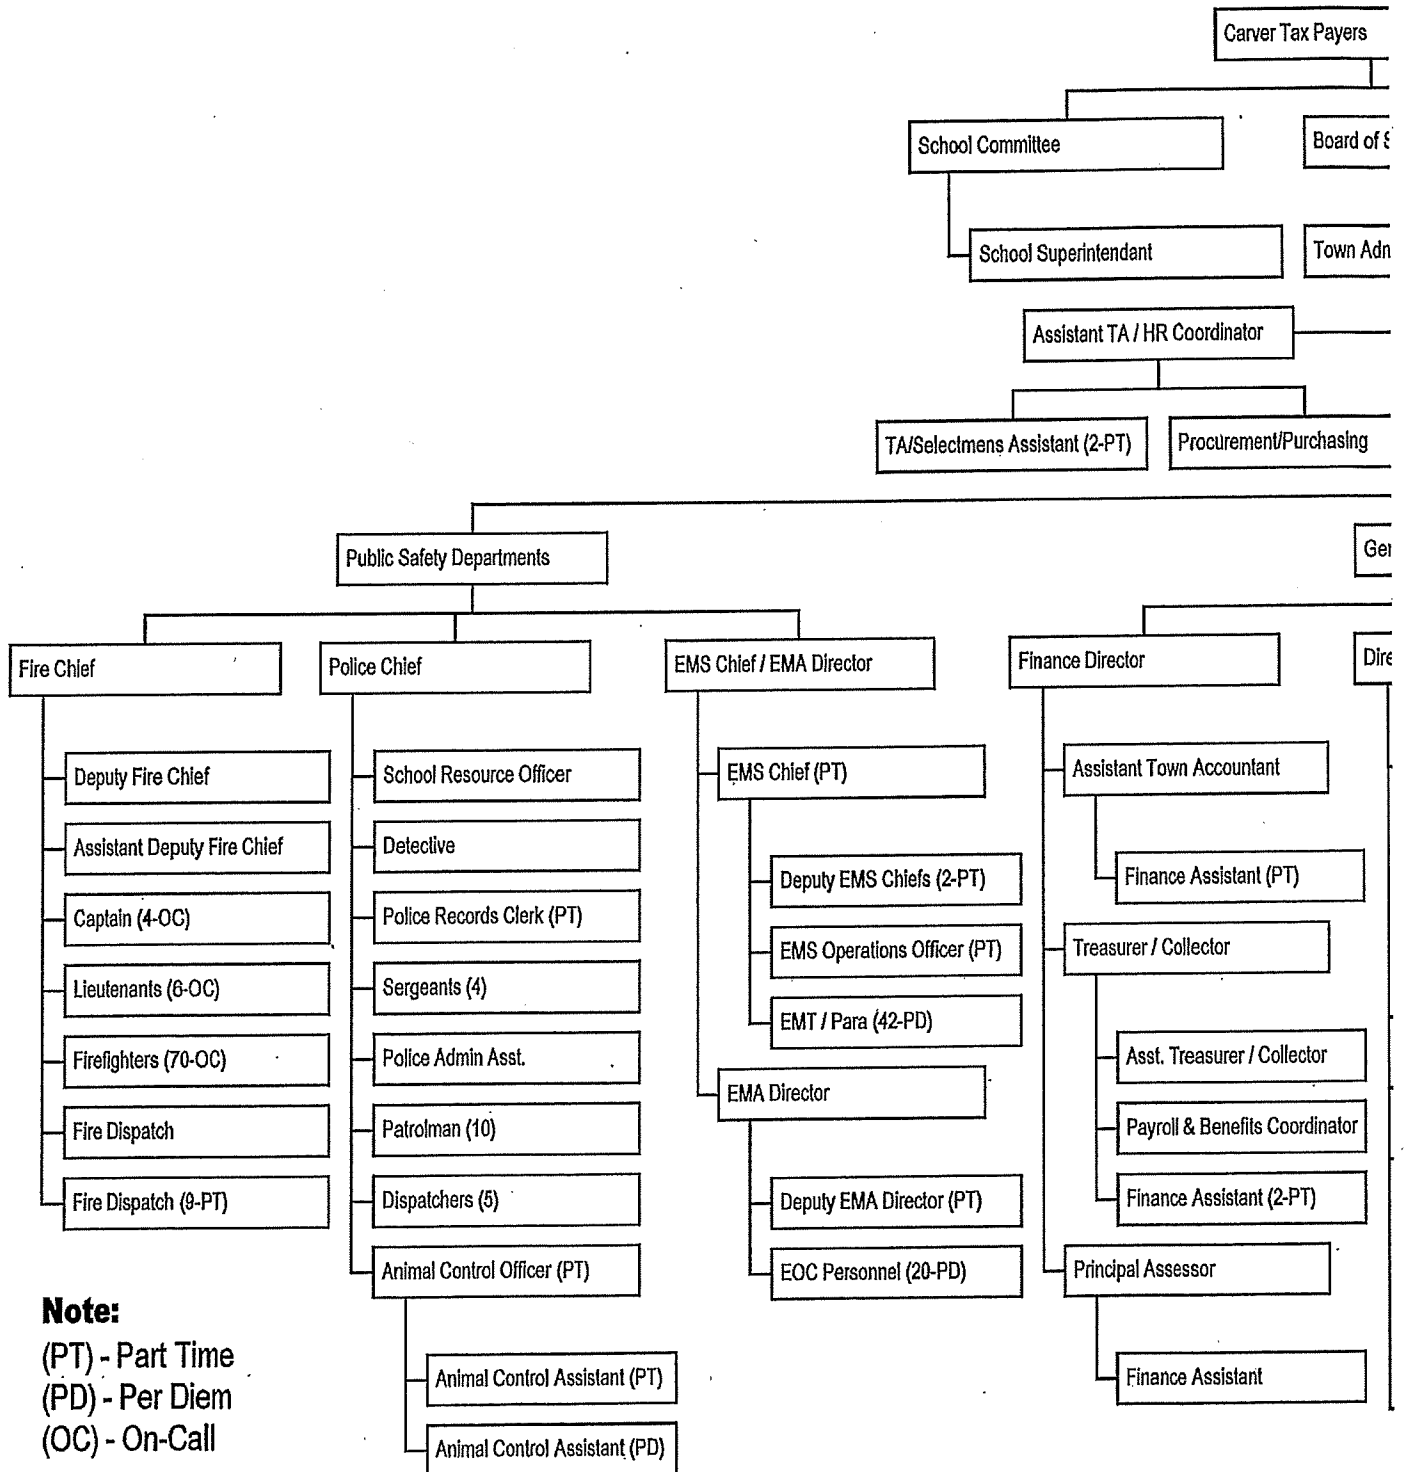 Carver Tax Payers
School Committee
Board of
School Superintendant
Town
Assistant TA / HR Coordinator
TA/Selectmens Assistant (2-PT)
Procurement/Purchasing
Public Safety Departments
Fire Chief
Deputy Fire Chief
Assistant Deputy Fire Chief
Captain (4-OC)
Lieutenants (6-OC)
Firefighters (70-OC)
Fire Dispatch
Fire Dispatch (9-PT)
Police Chief
School Resource Officer
Detective
Police Records Clerk (PT)
Sergeants (4)
Police Admin Asst.
Patrolman (10)
Dispatchers (5)
Animal Control Officer (PT)
Animal Control Assistant (PT)
Animal Control Assistant (PD)
EMS Chief / EMA Director
EMS Chief (PT)
Deputy EMS Chiefs (2-PT)
EMS Operations Officer (PT)
EMT / Para (42-PD)
EMA Director
Deputy EMA Director (PT)
EOC Personnel (20-PD)
Finance Director
Assistant Town Accountant
Finance Assistant (PT)
Treasurer / Collector
Asst. Treasurer / Collector
Payroll & Benefits Coordinator
Finance Assistant (2-PT)
Principal Assessor
Finance Assistant
Note:
(PT) - Part Time
(PD) - Per Diem
(OC) - On-Call